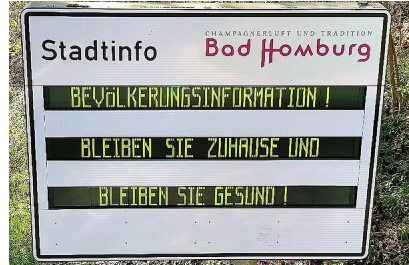 CHAMPAGNERLUFT UND TRADITION
Stadtinfo Bad Homburg
BEVÖLKERUNGSINFORMATION !
BLEIBEN SIE ZUHAUSE UND
BLEIBEN SIE GESUND !